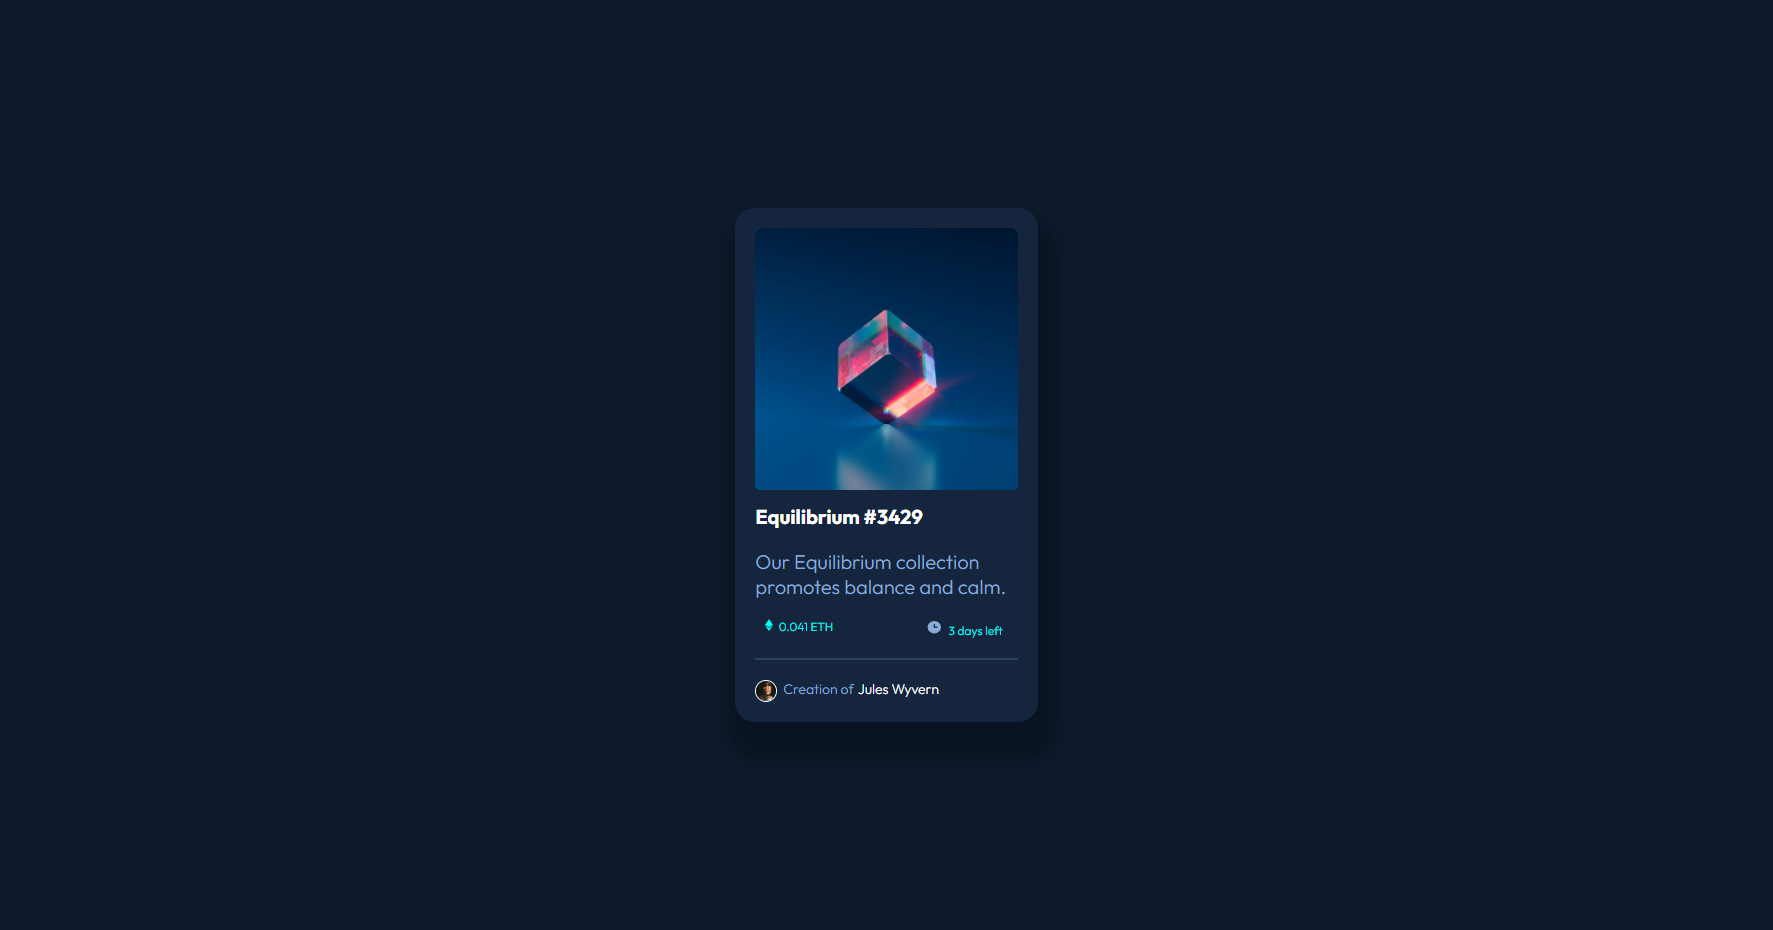 Equilibrium #3429
Our Equilibrium collection
promotes balance and calm.
0.041 ETH
3 days left
Creation of Jules Wyvern